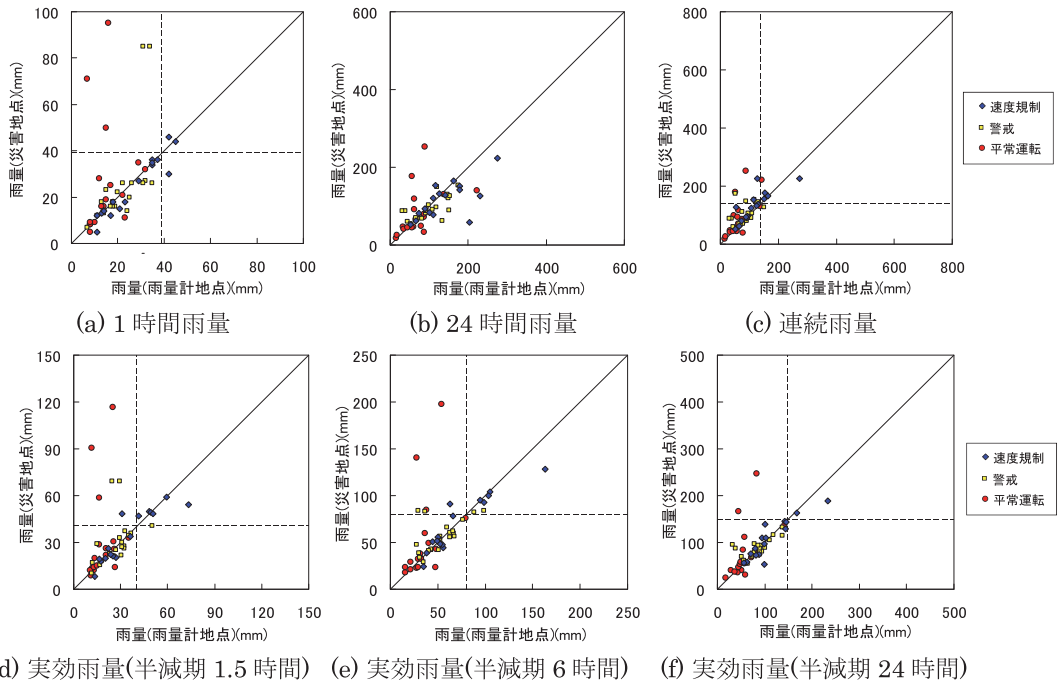 雨量(災害地点)(mm)
100
80
60
40
20
0
0 20 40 60 80 100
雨量(雨量計地点)(mm)
(a) 1 時間雨量
雨量(災害地点)(mm)
600
400
200
0
0 200 400 600
雨量(雨量計地点)(mm)
(b) 24 時間雨量
雨量(災害地点)(mm)
800
600
400
200
0
0 200 400 600 800
雨量(雨量計地点)(mm)
(c) 連続雨量
速度規制
警戒
平常運転
雨量(災害地点)(mm)
150
120
90
60
30
0
0 30 60 90 120 150
雨量(雨量計地点)(mm)
d) 実効雨量(半減期 1.5 時間)
雨量(災害地点)(mm)
250
200
150
100
50
0
0 50 100 150 200 250
雨量(雨量計地点)(mm)
(e) 実効雨量(半減期 6 時間)
雨量(災害地点)(mm)
500
400
300
200
100
0
0 100 200 300 400 500
雨量(雨量計地点)(mm)
(f) 実効雨量(半減期 24 時間)
速度規制
警戒
平常運転